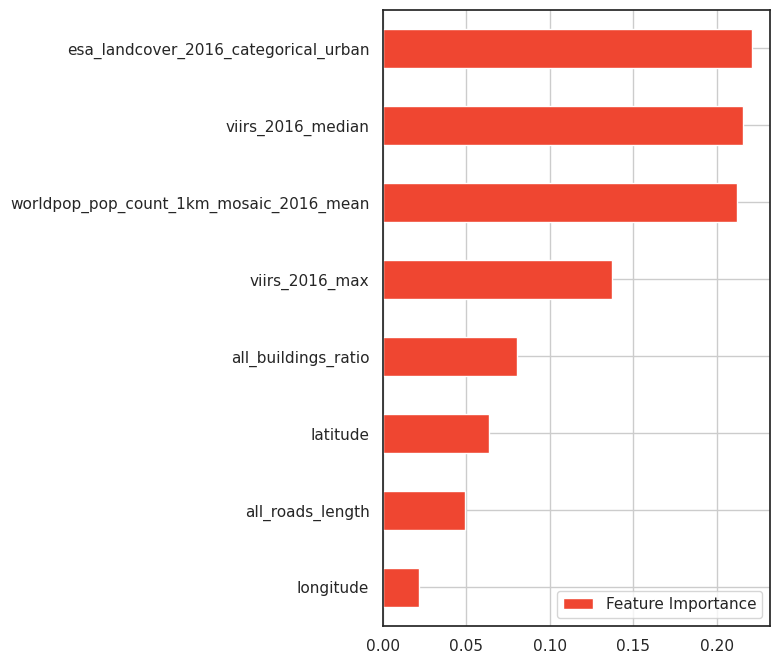 esa_landcover_2016_categorical_urban
viirs_2016_median
worldpop_pop_count_1km_mosaic_2016_mean
viirs_2016_max
all_buildings_ratio
latitude
all_roads_length
longitude
Feature Importance
0.00 0.05 0.10 0.15 0.20